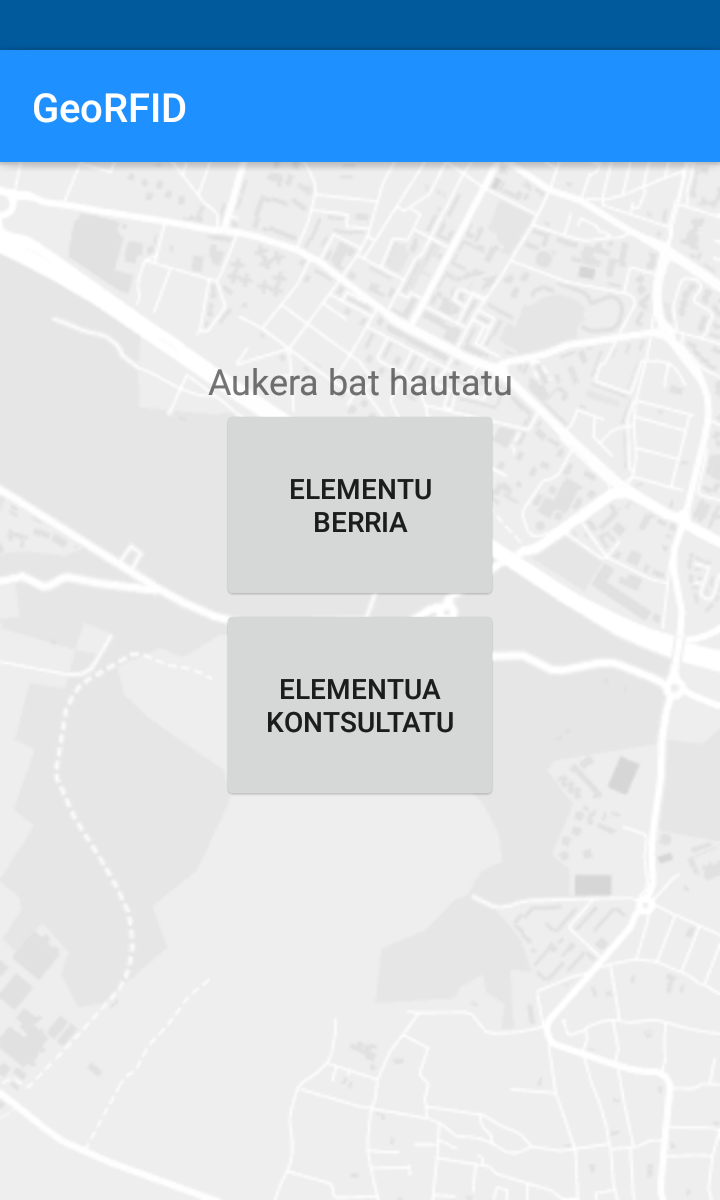 GeoRFID
Aukera bat hautatu
ELEMENTU
BERRIA
ELEMENTUA
KONTSULTATU